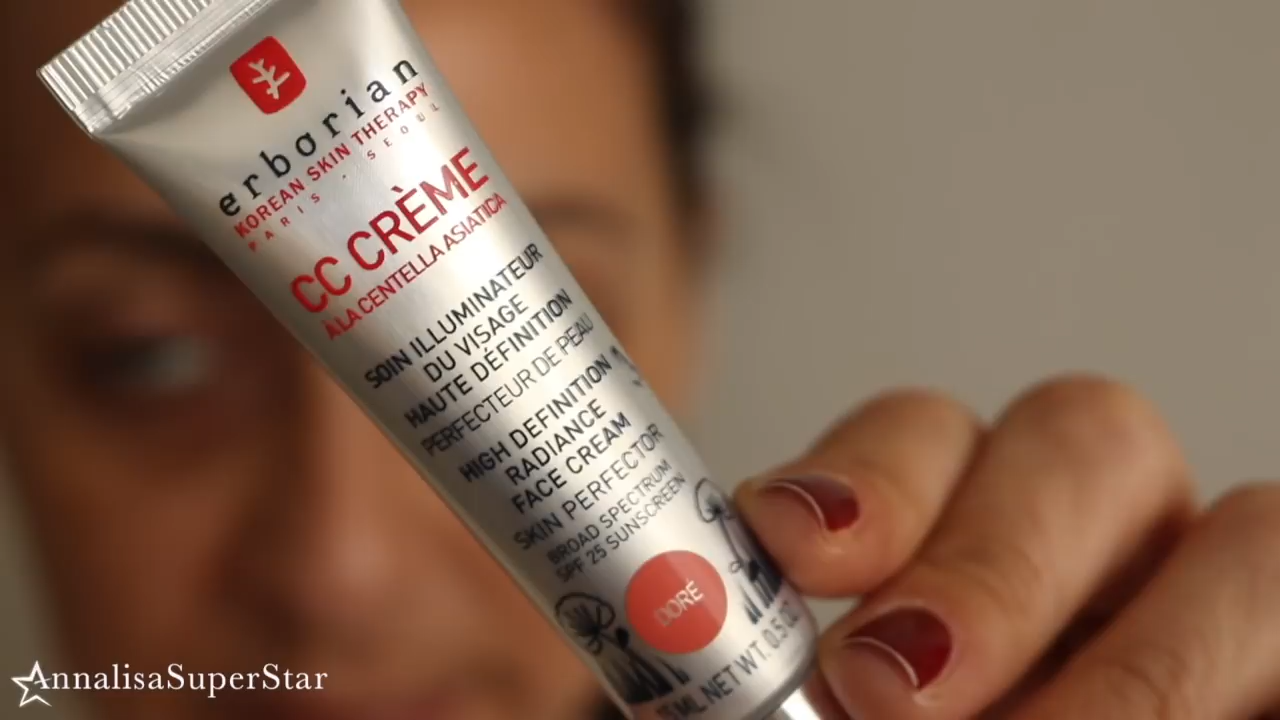 erborian
KOREAN SKIN THERAPY
PARIS · SEOUL
CC CRÈME
À LA CENTELLA ASIATICA
SOIN ILLUMINATEUR
DU VISAGE
HAUTE DÉFINITION
PERFECTEUR DE PEAU
HIGH DEFINITION
RADIANCE
FACE CREAM
SKIN PERFECTOR
BROAD SPECTRUM
SPF 25 SUNSCREEN
DORÉ
15 ML. NET WT. 0.5 OZ
AnnalisaSuperStar